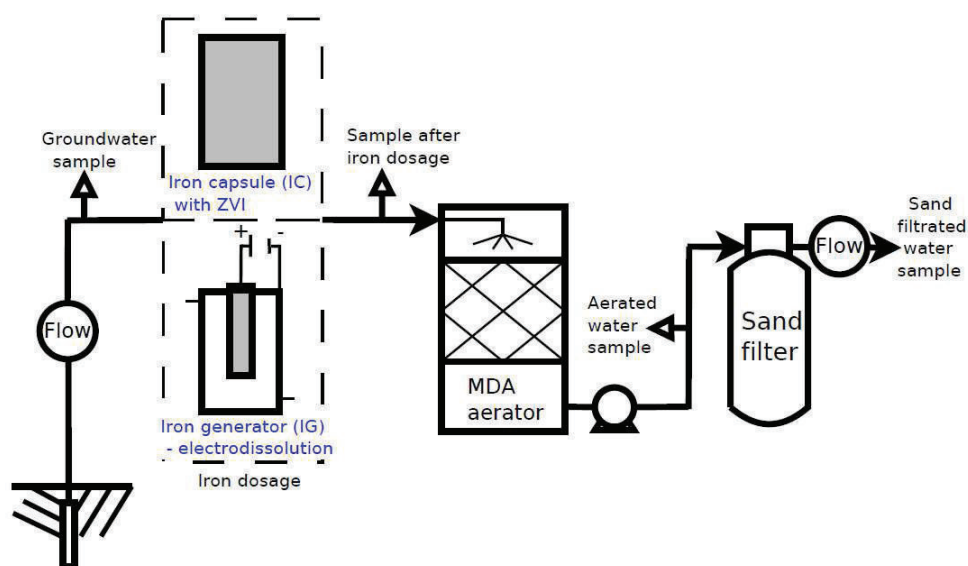 Groundwater
sample
Iron capsule (IC)
with ZVI
Sample after
iron dosage
+ -
Flow
Iron generator (IG)
- electrodissolution
Iron dosage
MDA
aerator
Aerated
water
sample
Sand
filter
Flow
Sand
filtrated
water
sample